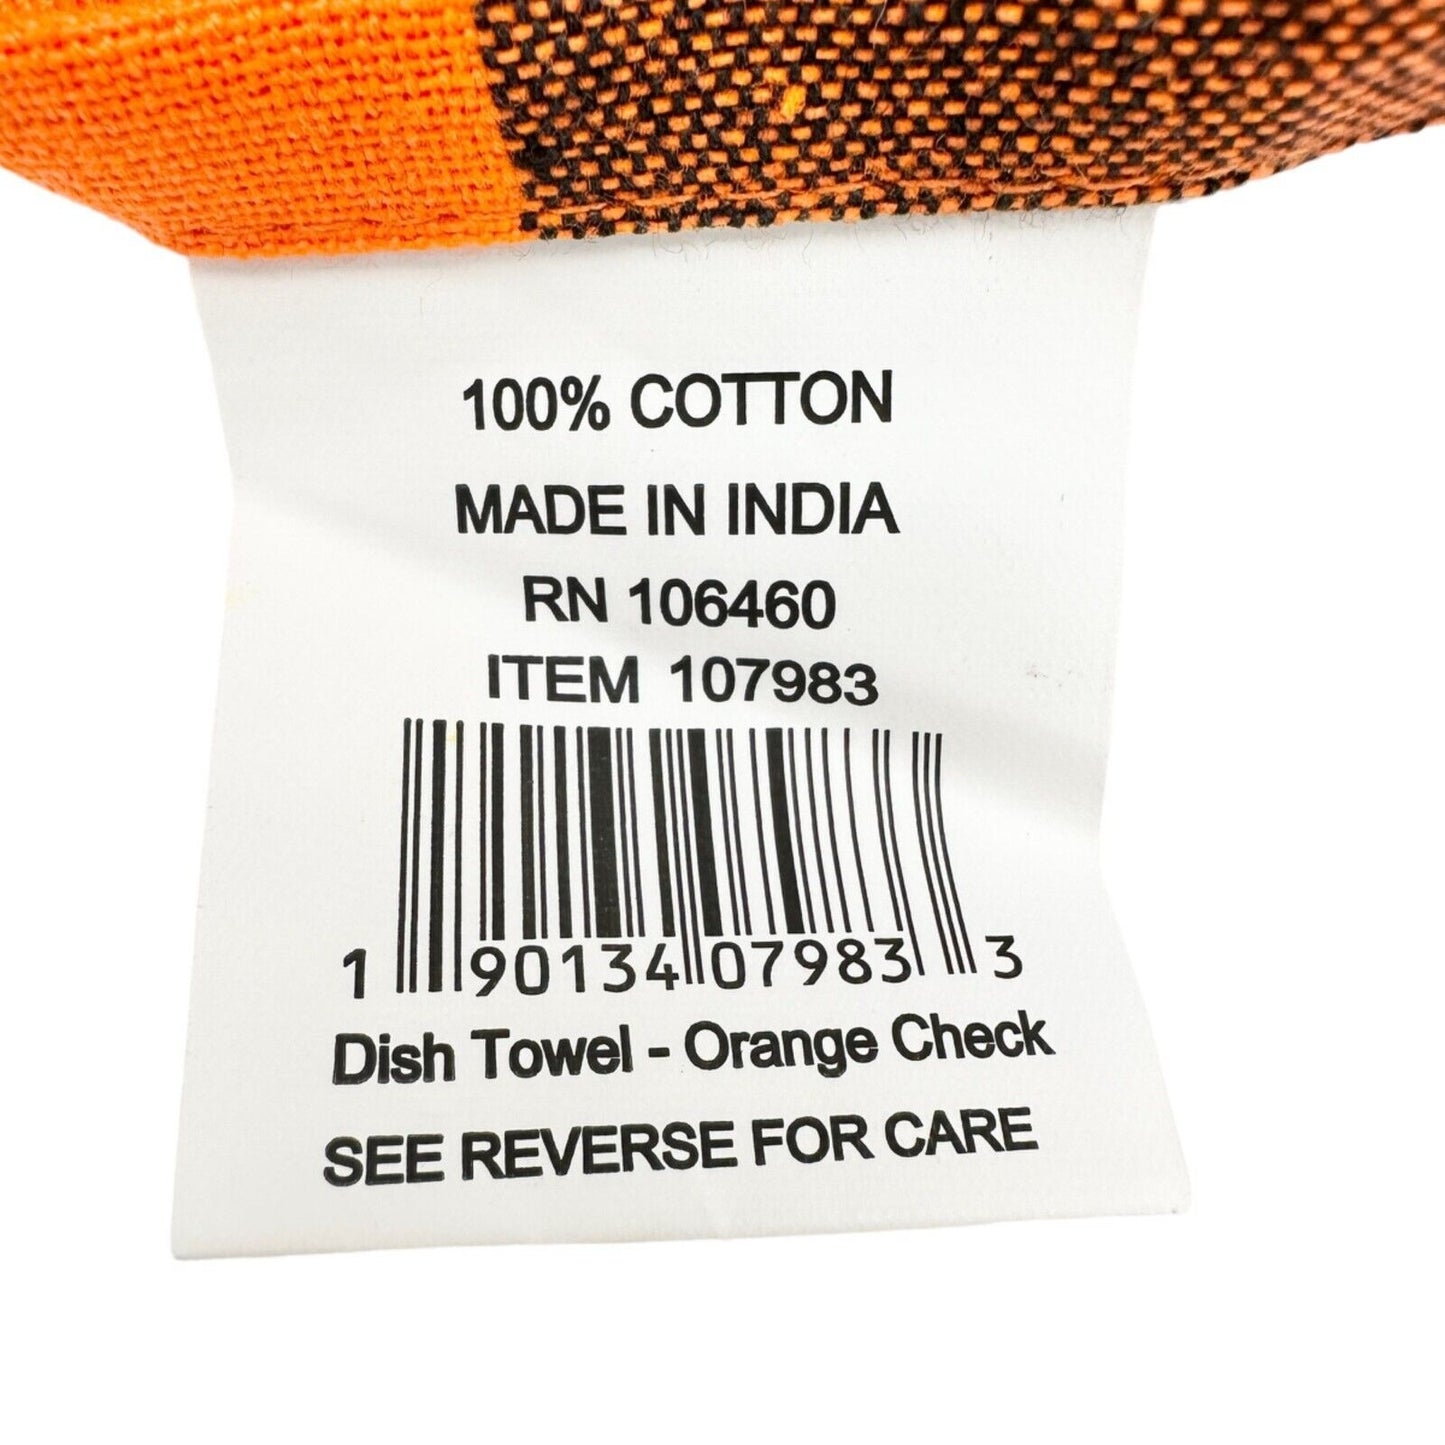 100% COTTON
MADE IN INDIA
RN 106460
ITEM 107983
1 90134 07983 3
Dish Towel - Orange Check
SEE REVERSE FOR CARE